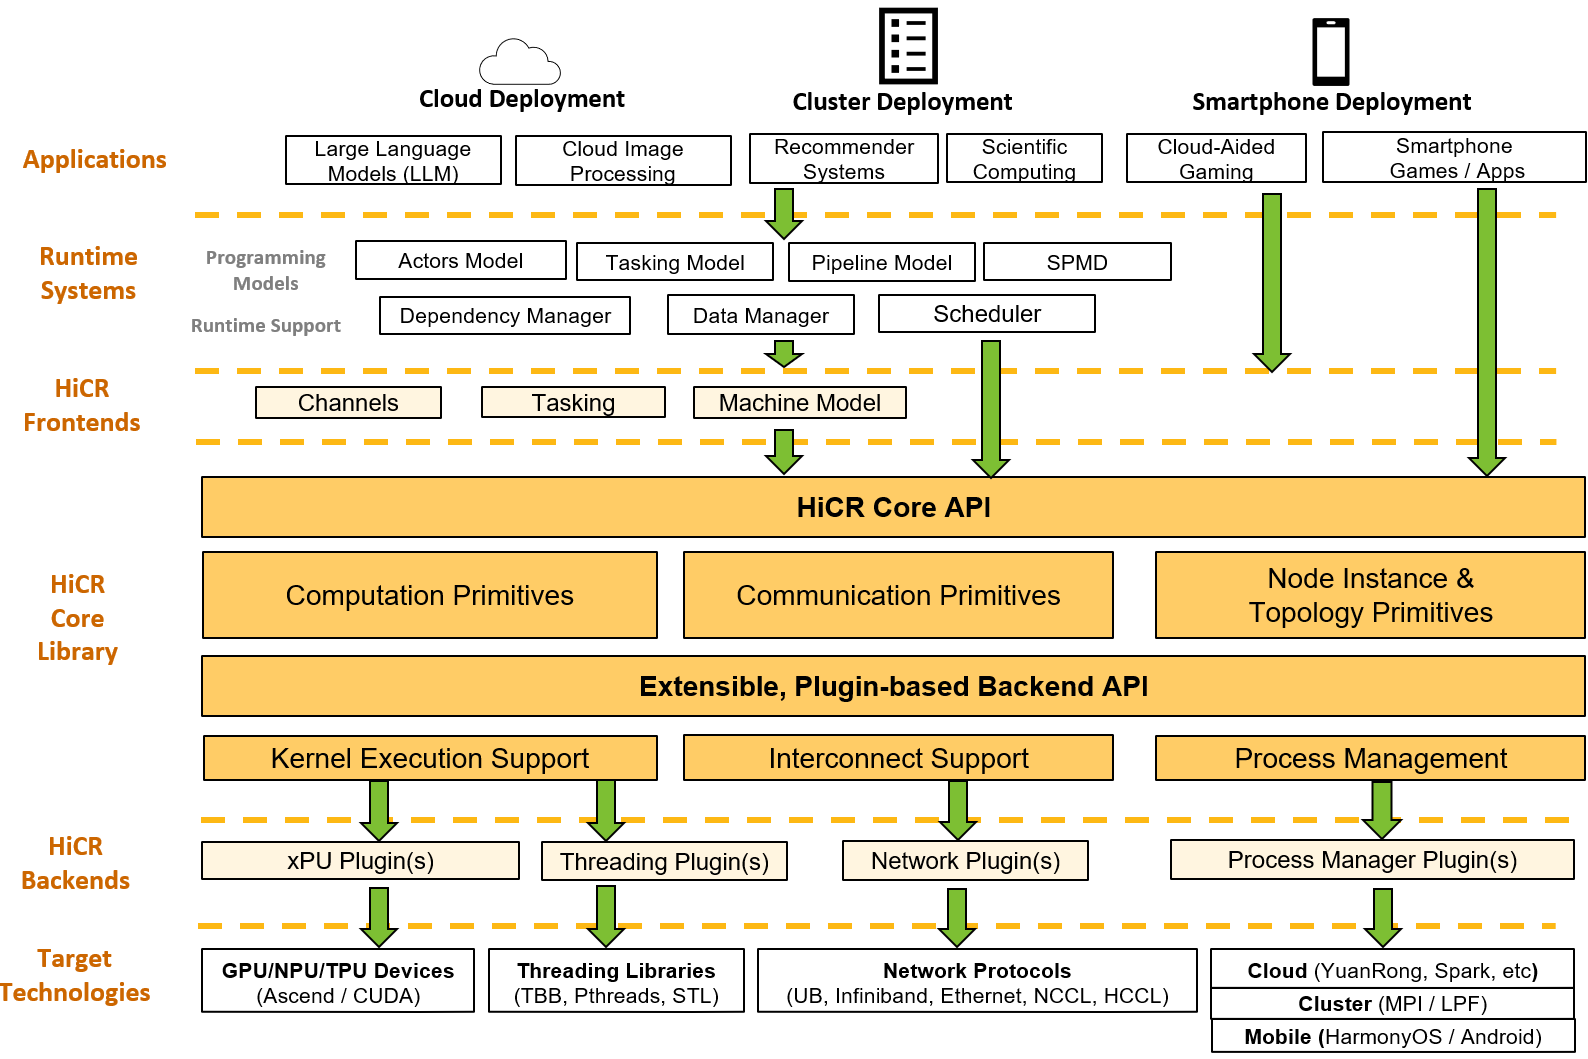 Cloud Deployment
Cluster Deployment
Smartphone Deployment
Applications
Large Language
Models (LLM)
Cloud Image
Processing
Recommender
Systems
Scientific
Computing
Cloud-Aided
Gaming
Smartphone
Games / Apps
Runtime
Systems
Programming
Models
Actors Model
Tasking Model
Pipeline Model
SPMD
Runtime Support
Dependency Manager
Data Manager
Scheduler
HiCR
Frontends
Channels
Tasking
Machine Model
HiCR Core API
HiCR
Core
Library
Computation Primitives
Communication Primitives
Node Instance &
Topology Primitives
Extensible, Plugin-based Backend API
Kernel Execution Support
Interconnect Support
Process Management
HiCR
Backends
xPU Plugin(s)
Threading Plugin(s)
Network Plugin(s)
Process Manager Plugin(s)
Target
Technologies
GPU/NPU/TPU Devices
(Ascend / CUDA)
Threading Libraries
(TBB, Pthreads, STL)
Network Protocols
(UB, Infiniband, Ethernet, NCCL, HCCL)
Cloud (YuanRong, Spark, etc)
Cluster (MPI / LPF)
Mobile (HarmonyOS / Android)